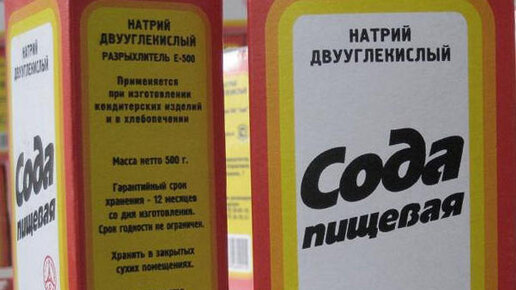 НАТРИЙ
ДВУУГЛЕКИСЛЫЙ
Сода
пищевая
НАТРИЙ
ДВУУГЛЕКИСЛЫЙ
РАЗРЫХЛИТЕЛЬ Е-500
Применяется
при изготовлении
кондитерских изделий
и в хлебопечении
Масса нетто 500 г.
Гарантийный срок
хранения - 12 месяцев
со дня изготовления.
Срок годности не ограничен.
Хранить в закрытых
сухих помещениях.
НАТРИЙ
ДВУУГЛЕКИСЛЫЙ
Сода
пищевая